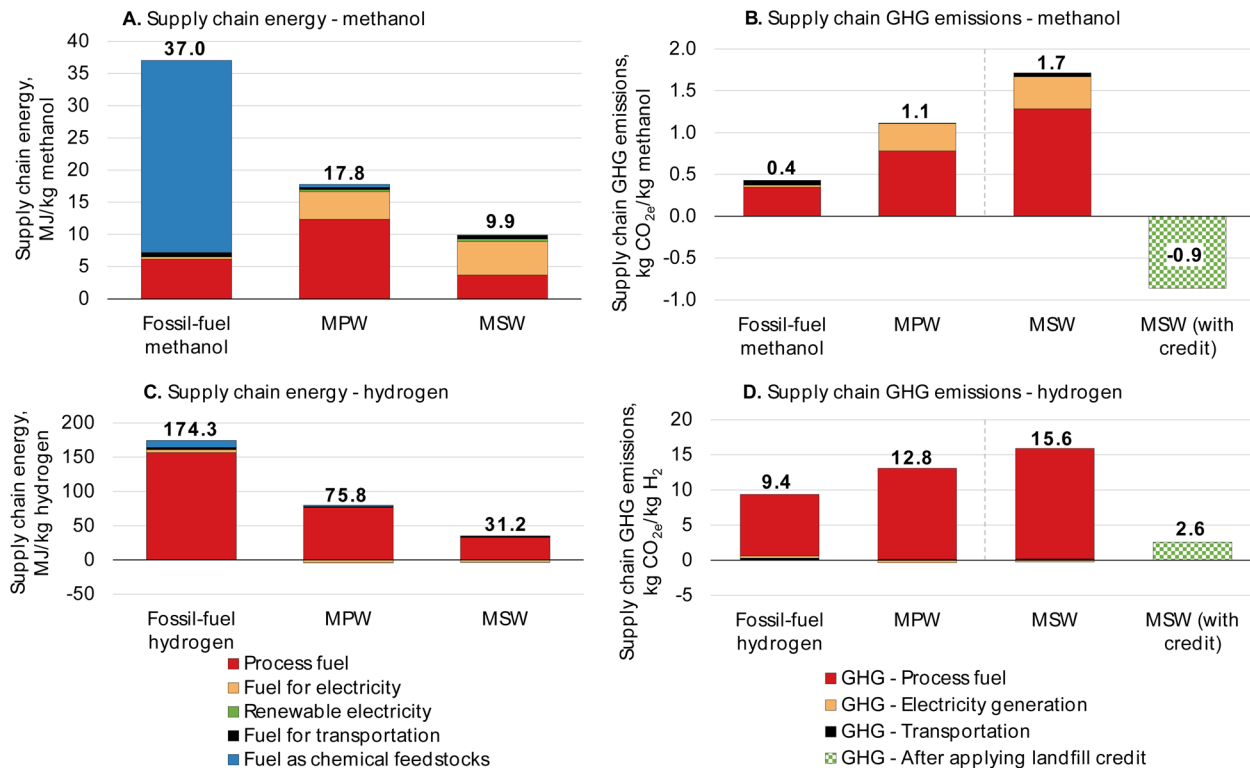 A. Supply chain energy - methanol
Supply chain energy,
MJ/kg methanol
40
35
30
25
20
15
10
5
0
37.0
17.8
9.9
Fossil-fuel
methanol
MPW
MSW
B. Supply chain GHG emissions - methanol
Supply chain GHG emissions,
kg CO2e/kg methanol
2.0
1.5
1.0
0.5
0.0
-0.5
-1.0
0.4
1.1
1.7
-0.9
Fossil-fuel
methanol
MPW
MSW
MSW (with
credit)
C. Supply chain energy - hydrogen
Supply chain energy,
MJ/kg hydrogen
200
150
100
50
0
-50
174.3
75.8
31.2
Fossil-fuel
hydrogen
MPW
MSW
Process fuel
Fuel for electricity
Renewable electricity
Fuel for transportation
Fuel as chemical feedstocks
D. Supply chain GHG emissions - hydrogen
Supply chain GHG emissions,
kg CO2e/kg H2
20
15
10
5
0
-5
9.4
12.8
15.6
2.6
Fossil-fuel
hydrogen
MPW
MSW
MSW (with
credit)
GHG - Process fuel
GHG - Electricity generation
GHG - Transportation
GHG - After applying landfill credit